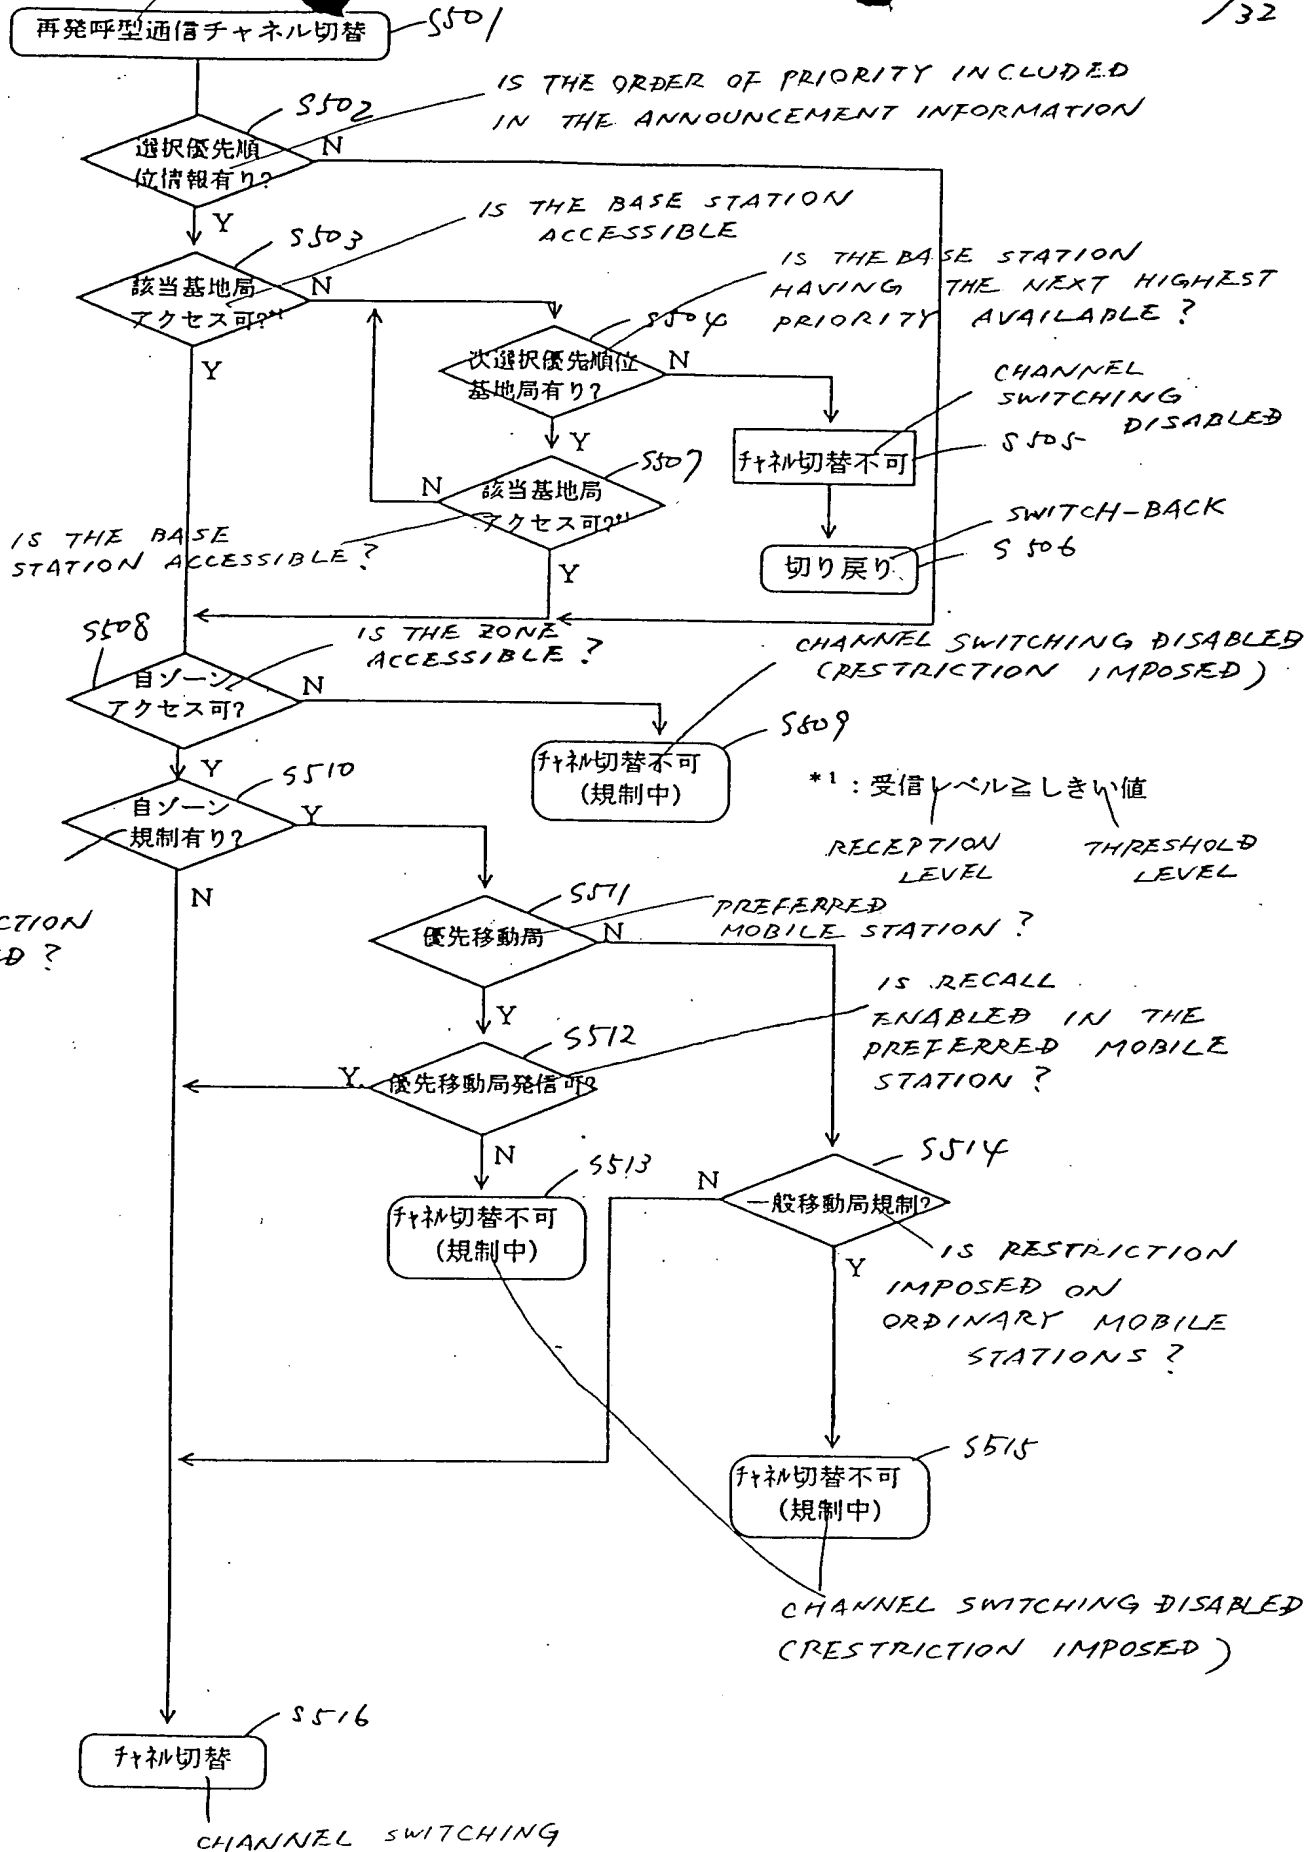 /32
再発呼型通信チャネル切替
S501
IS THE ORDER OF PRIORITY INCLUDED
IN THE ANNOUNCEMENT INFORMATION
S502
選択優先順
位情報有り?
N
Y
IS THE BASE STATION
ACCESSIBLE
S503
該当基地局
アクセス可?*1
N
Y
IS THE BASE STATION
HAVING THE NEXT HIGHEST
PRIORITY AVAILABLE?
S504
次選択優先順位
基地局有り?
N
Y
CHANNEL
SWITCHING
DISABLED
チャネル切替不可
S505
S507
該当基地局
アクセス可?*1
N
Y
IS THE BASE
STATION ACCESSIBLE?
SWITCH-BACK
S506
切り戻り
S508
IS THE ZONE
ACCESSIBLE?
自ゾーン
アクセス可?
N
Y
CHANNEL SWITCHING DISABLED
(RESTRICTION IMPOSED)
S509
チャネル切替不可
(規制中)
S510
自ゾーン
規制有り?
Y
N
*1:受信レベル≧しきい値
RECEPTION
LEVEL
THRESHOLD
LEVEL
CTION
ED?
S511
優先移動局
PREFERRED
MOBILE STATION?
N
Y
IS RECALL
ENABLED IN THE
PREFERRED MOBILE
STATION?
S512
優先移動局発信可?
Y
N
S513
チャネル切替不可
(規制中)
S514
一般移動局規制?
N
Y
IS RESTRICTION
IMPOSED ON
ORDINARY MOBILE
STATIONS?
S515
チャネル切替不可
(規制中)
CHANNEL SWITCHING DISABLED
(RESTRICTION IMPOSED)
S516
チャネル切替
CHANNEL SWITCHING